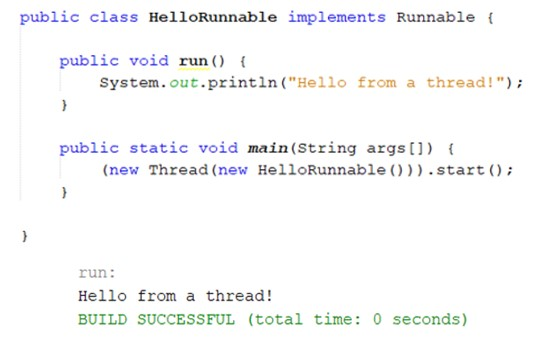 public class HelloRunnable implements Runnable {
public void run() {
System.out.println("Hello from a thread!");
}
public static void main(String args[]) {
(new Thread(new HelloRunnable())).start();
}
}
run:
Hello from a thread!
BUILD SUCCESSFUL (total time: 0 seconds)